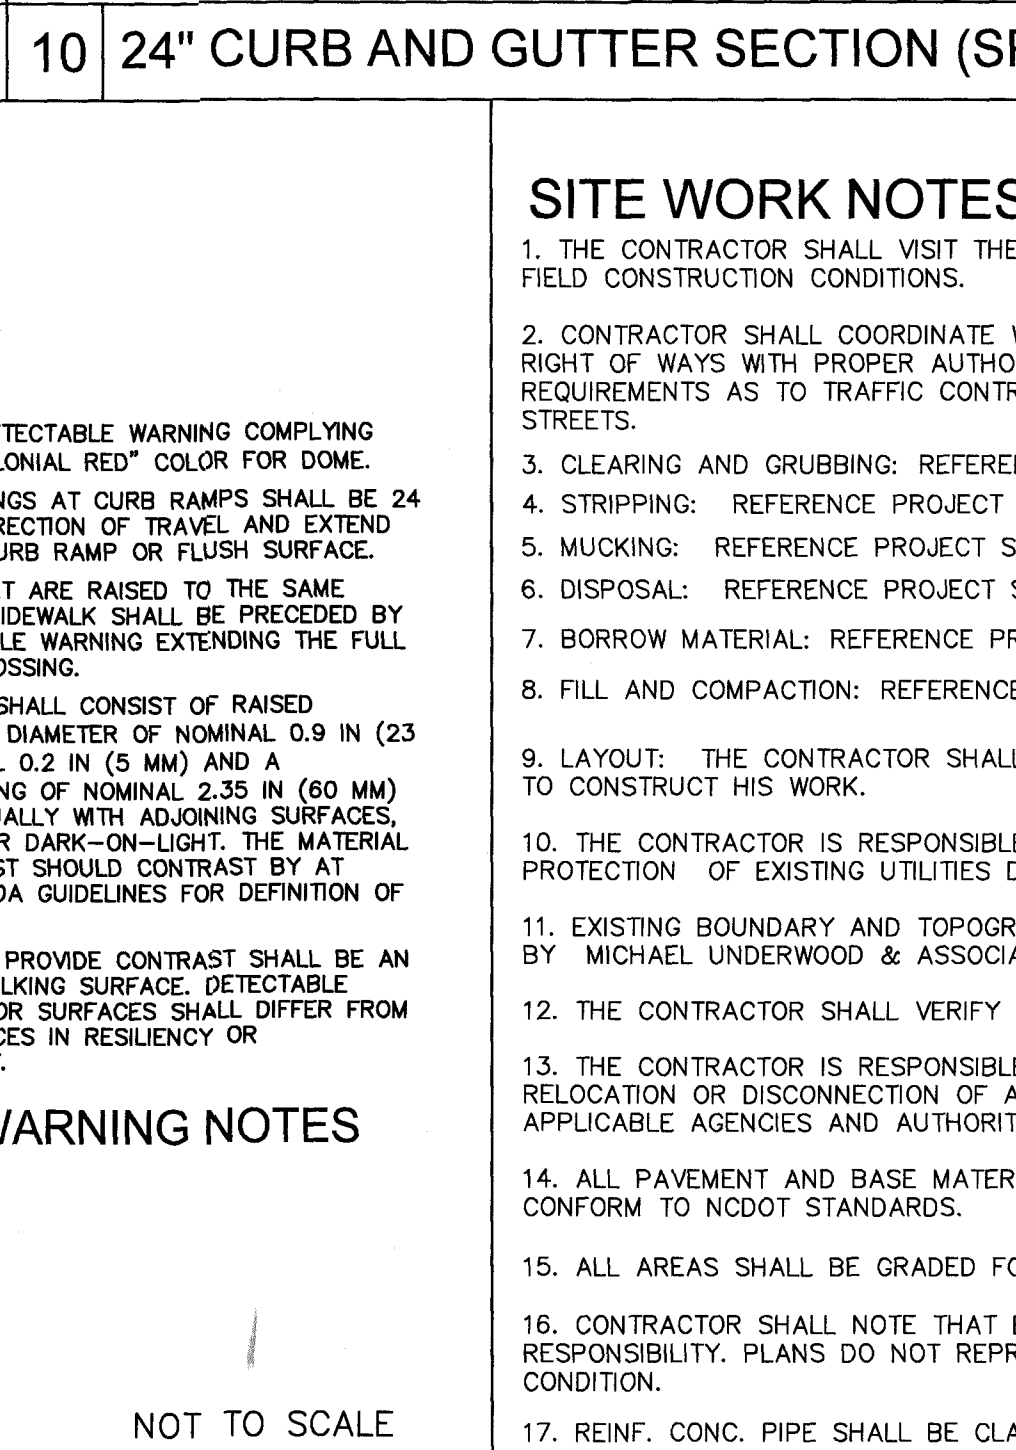 10 24" CURB AND GUTTER SECTION (SP
TECTABLE WARNING COMPLYING
LONIAL RED" COLOR FOR DOME.
NGS AT CURB RAMPS SHALL BE 24
RECTION OF TRAVEL AND EXTEND
URB RAMP OR FLUSH SURFACE.
T ARE RAISED TO THE SAME
IDEWALK SHALL BE PRECEDED BY
LE WARNING EXTENDING THE FULL
OSSING.
SHALL CONSIST OF RAISED
DIAMETER OF NOMINAL 0.9 IN (23
0.2 IN (5 MM) AND A
NG OF NOMINAL 2.35 IN (60 MM)
UALLY WITH ADJOINING SURFACES,
R DARK-ON-LIGHT. THE MATERIAL
ST SHOULD CONTRAST BY AT
DA GUIDELINES FOR DEFINITION OF
PROVIDE CONTRAST SHALL BE AN
LKING SURFACE. DETECTABLE
OR SURFACES SHALL DIFFER FROM
CES IN RESILIENCY OR
WARNING NOTES
NOT TO SCALE
SITE WORK NOTES
1. THE CONTRACTOR SHALL VISIT THE
FIELD CONSTRUCTION CONDITIONS.
2. CONTRACTOR SHALL COORDINATE W
RIGHT OF WAYS WITH PROPER AUTHO
REQUIREMENTS AS TO TRAFFIC CONTR
STREETS.
3. CLEARING AND GRUBBING: REFERE
4. STRIPPING: REFERENCE PROJECT
5. MUCKING: REFERENCE PROJECT S
6. DISPOSAL: REFERENCE PROJECT S
7. BORROW MATERIAL: REFERENCE PR
8. FILL AND COMPACTION: REFERENCE
9. LAYOUT: THE CONTRACTOR SHALL
TO CONSTRUCT HIS WORK.
10. THE CONTRACTOR IS RESPONSIBLE
PROTECTION OF EXISTING UTILITIES D
11. EXISTING BOUNDARY AND TOPOGR
BY MICHAEL UNDERWOOD & ASSOCIA
12. THE CONTRACTOR SHALL VERIFY
13. THE CONTRACTOR IS RESPONSIBLE
RELOCATION OR DISCONNECTION OF A
APPLICABLE AGENCIES AND AUTHORIT
14. ALL PAVEMENT AND BASE MATER
CONFORM TO NCDOT STANDARDS.
15. ALL AREAS SHALL BE GRADED FO
16. CONTRACTOR SHALL NOTE THAT E
RESPONSIBILITY. PLANS DO NOT REPR
CONDITION.
17. REINF. CONC. PIPE SHALL BE CLA